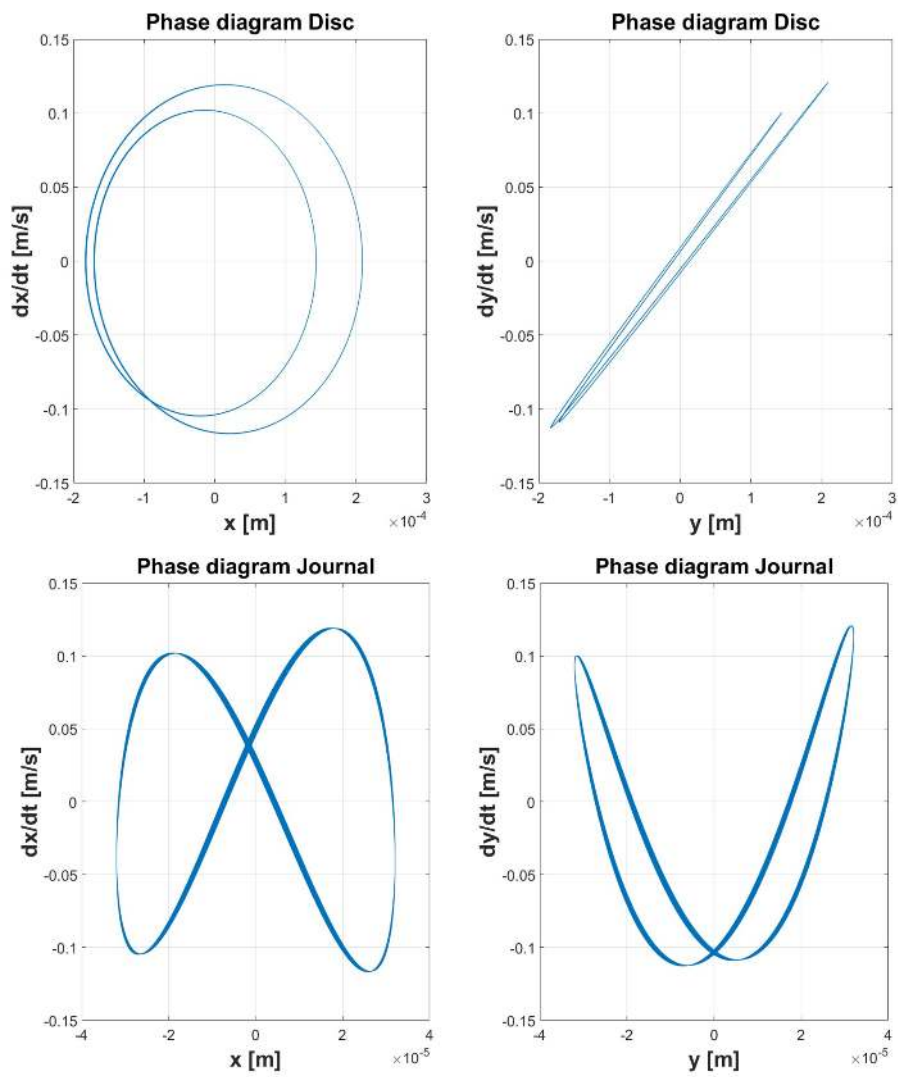 Phase diagram Disc
0.15
0.1
0.05
0
-0.05
-0.1
-0.15
dx/dt [m/s]
-2 -1 0 1 2 3
×10-4
x [m]
Phase diagram Disc
0.15
0.1
0.05
0
-0.05
-0.1
-0.15
dy/dt [m/s]
-2 -1 0 1 2 3
×10-4
y [m]
Phase diagram Journal
0.15
0.1
0.05
0
-0.05
-0.1
-0.15
dx/dt [m/s]
-4 -2 0 2 4
×10-5
x [m]
Phase diagram Journal
0.15
0.1
0.05
0
-0.05
-0.1
-0.15
dy/dt [m/s]
-4 -2 0 2 4
×10-5
y [m]